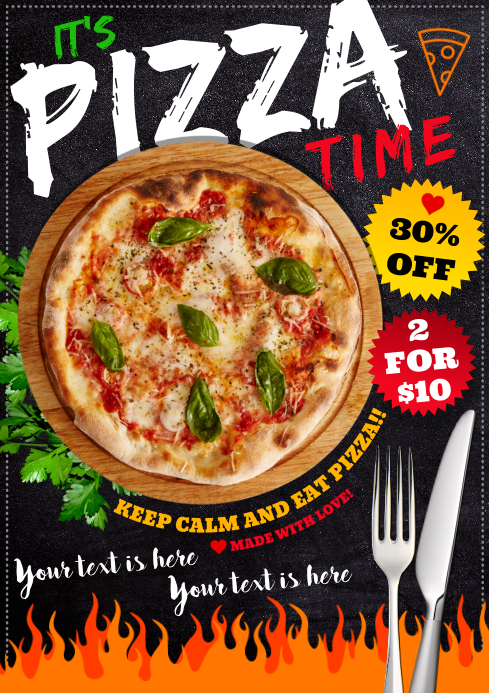 IT'S
PIZZA
TIME
30%
OFF
2
FOR
$10
KEEP CALM AND EAT PIZZA!!
MADE WITH LOVE!
Your text is here
Your text is here